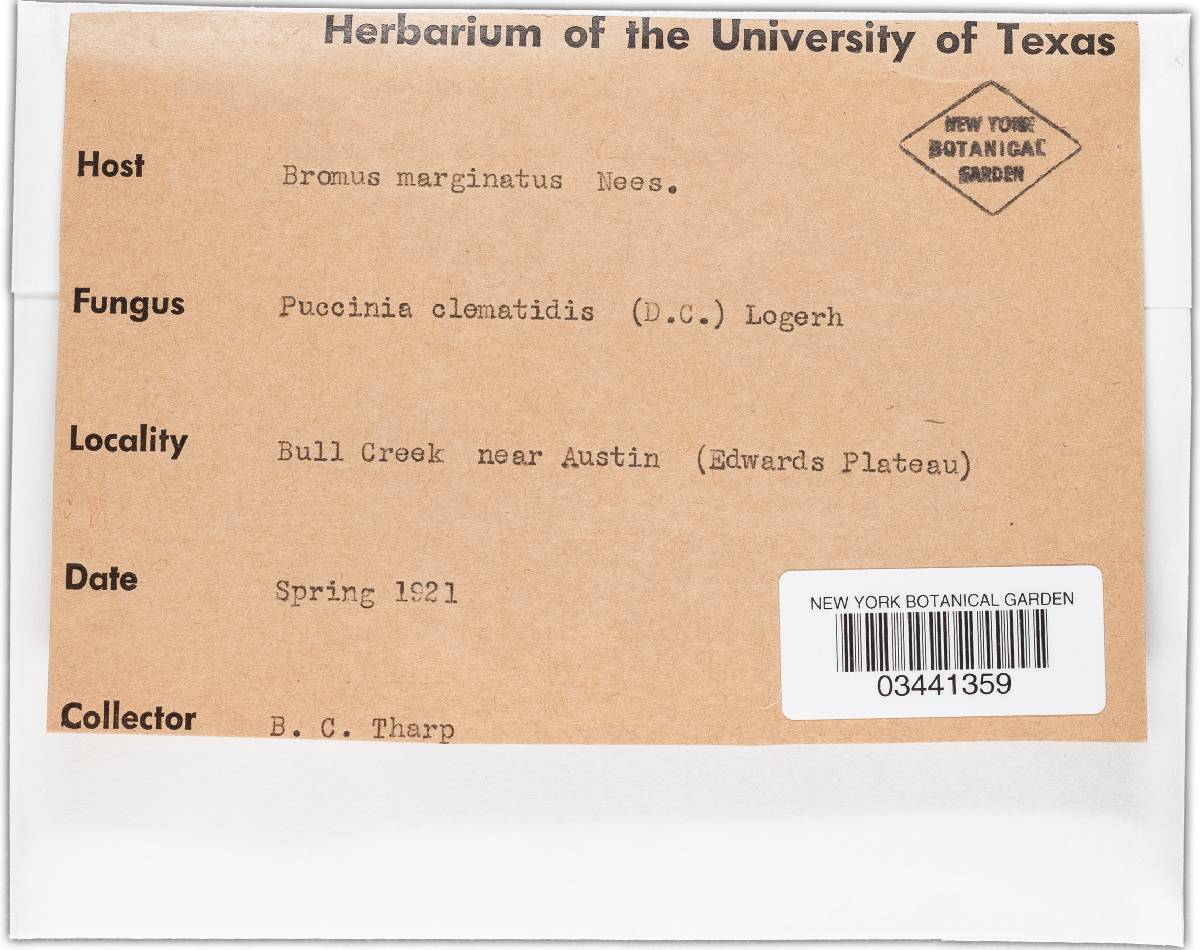 Herbarium of the University of Texas
NEW YORK
BOTANICAL
GARDEN
Host Bromus marginatus Nees.
Fungus Puccinia clematidis (D.C.) Logerh
Locality Bull Creek near Austin (Edwards Plateau)
Date Spring 1921
NEW YORK BOTANICAL GARDEN
03441359
Collector B. C. Tharp